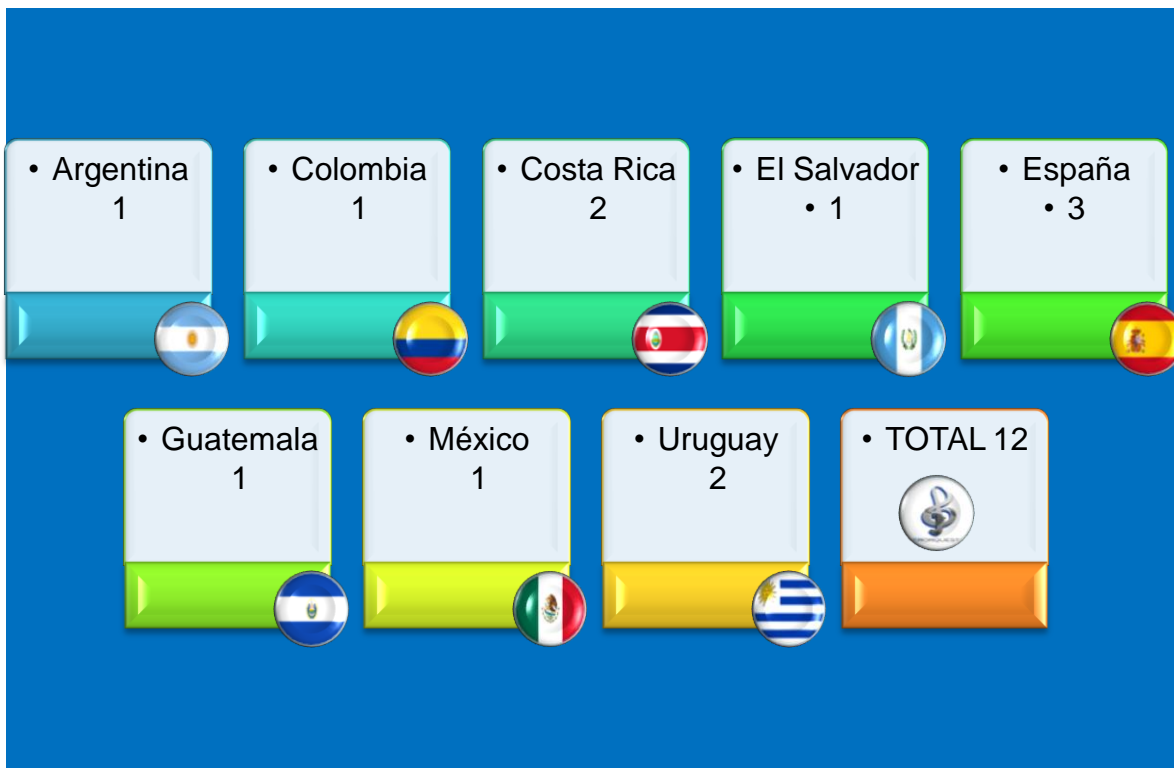 • Argentina
1
• Colombia
1
• Costa Rica
2
• El Salvador
• 1
• España
• 3
• Guatemala
1
• México
1
• Uruguay
2
• TOTAL 12